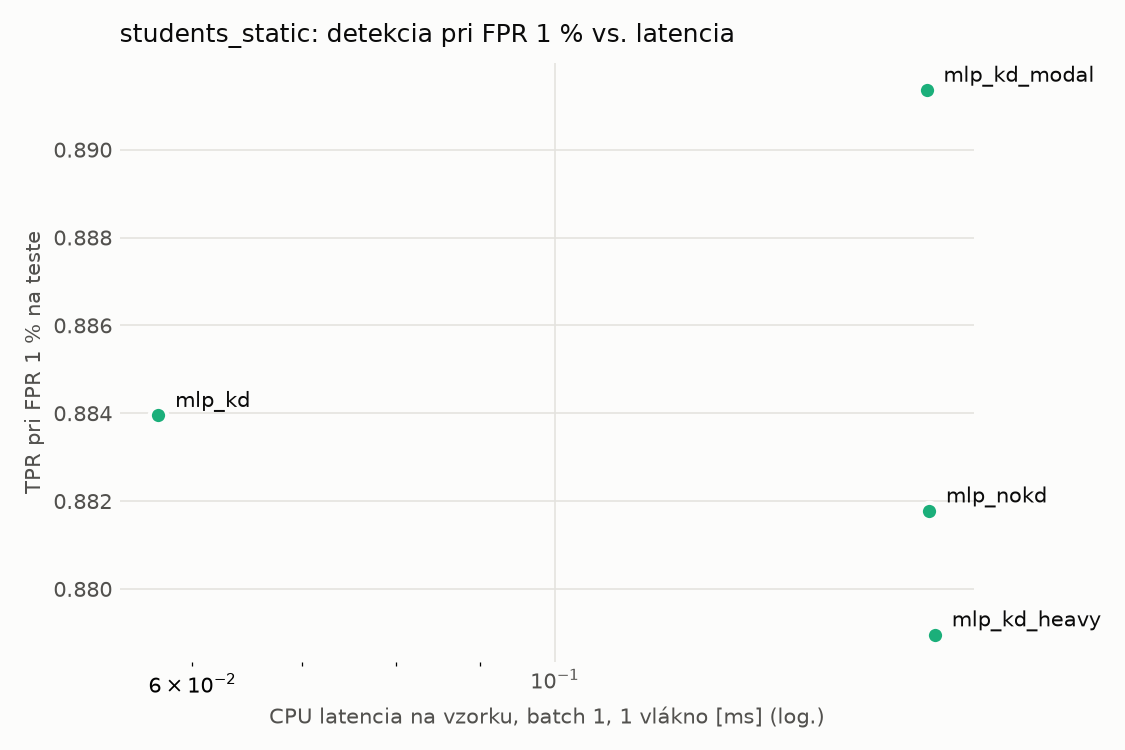 students_static: detekcia pri FPR 1 % vs. latencia
mlp_kd_modal
0.890
0.888
0.886
mlp_kd
0.884
mlp_nokd
0.882
0.880
mlp_kd_heavy
TPR pri FPR 1 % na teste
6 × 10⁻²
10⁻¹
CPU latencia na vzorku, batch 1, 1 vlákno [ms] (log.)